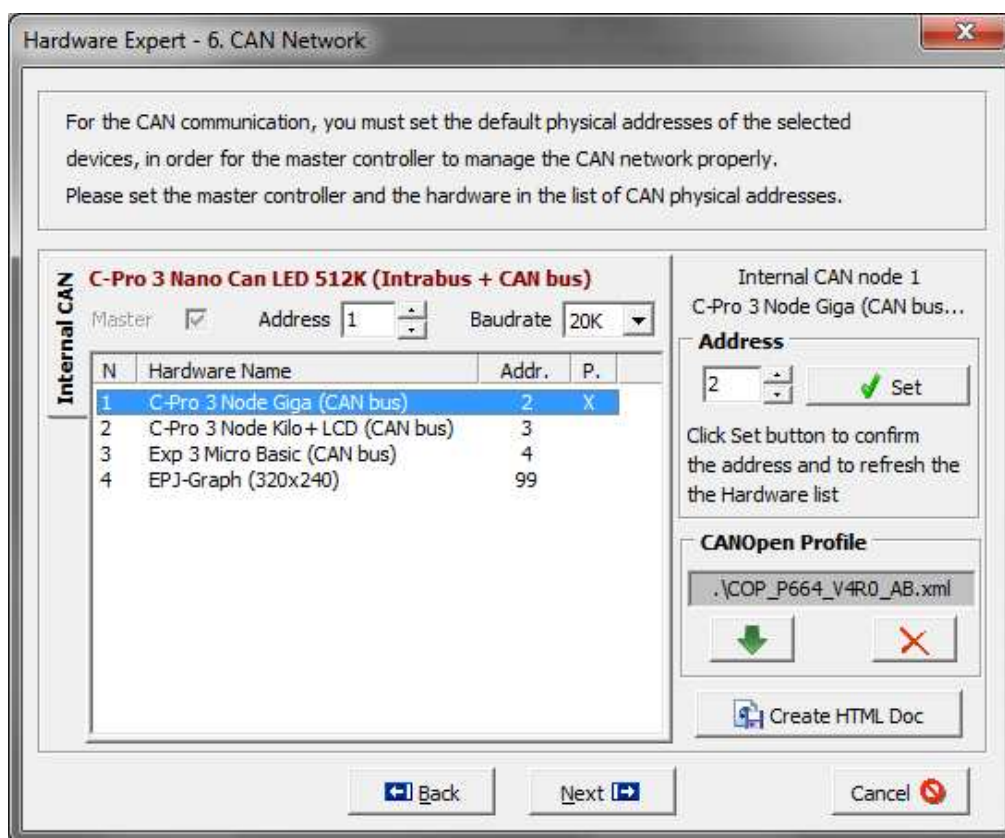 Hardware Expert - 6. CAN Network
For the CAN communication, you must set the default physical addresses of the selected
devices, in order for the master controller to manage the CAN network properly.
Please set the master controller and the hardware in the list of CAN physical addresses.
Internal CAN
C-Pro 3 Nano Can LED 512K (Intrabus + CAN bus)
Master Address 1 Baudrate 20K
N Hardware Name Addr. P.
1 C-Pro 3 Node Giga (CAN bus) 2 X
2 C-Pro 3 Node Kilo+LCD (CAN bus) 3
3 Exp 3 Micro Basic (CAN bus) 4
4 EPJ-Graph (320x240) 99
Internal CAN node 1
C-Pro 3 Node Giga (CAN bus...
Address
2 Set
Click Set button to confirm
the address and to refresh the
the Hardware list
CANOpen Profile
.\COP_P664_V4R0_AB.xml
Create HTML Doc
Back Next Cancel